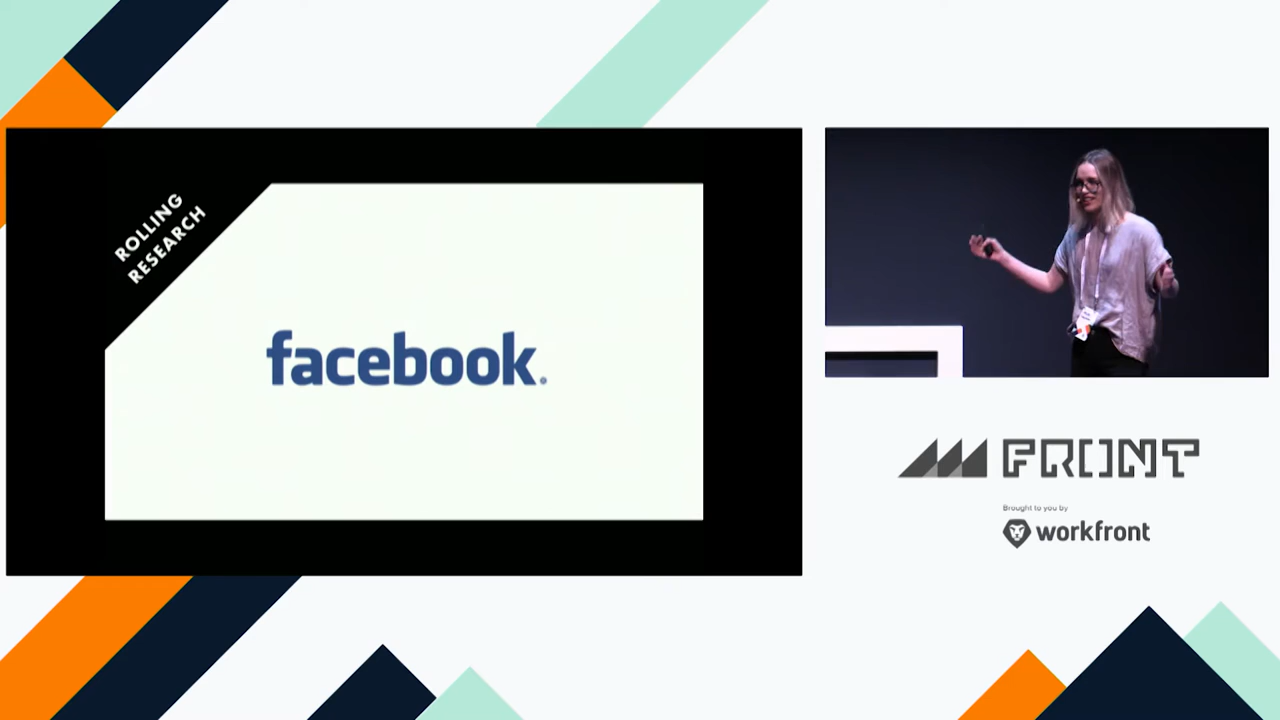 ROLLING
RESEARCH
facebook.
FRONT
Brought to you by
workfront